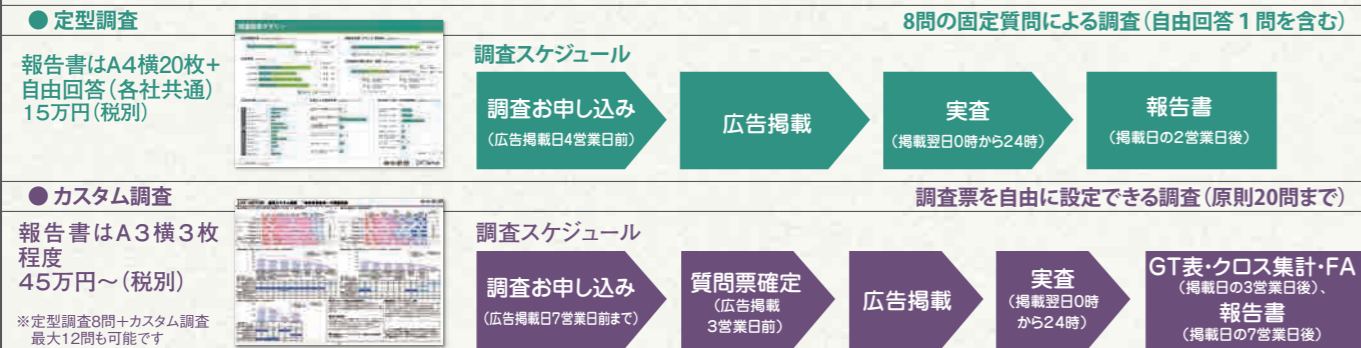 ● 定型調査
8問の固定質問による調査(自由回答1問を含む)
報告書はA4横20枚+
自由回答(各社共通)
15万円(税別)
調査スケジュール
調査お申し込み
(広告掲載日4営業日前)
広告掲載
実査
(掲載翌日0時から24時)
報告書
(掲載日の2営業日後)
● カスタム調査
調査票を自由に設定できる調査(原則20問まで)
報告書はA3横3枚
程度
45万円~(税別)
※定型調査8問+カスタム調査
最大12問も可能です
調査スケジュール
調査お申し込み
(広告掲載日7営業日前まで)
質問票確定
(広告掲載
3営業日前)
広告掲載
実査
(掲載翌日0時
から24時)
GT表・クロス集計・FA
(掲載日の3営業日後)、
報告書
(掲載日の7営業日後)